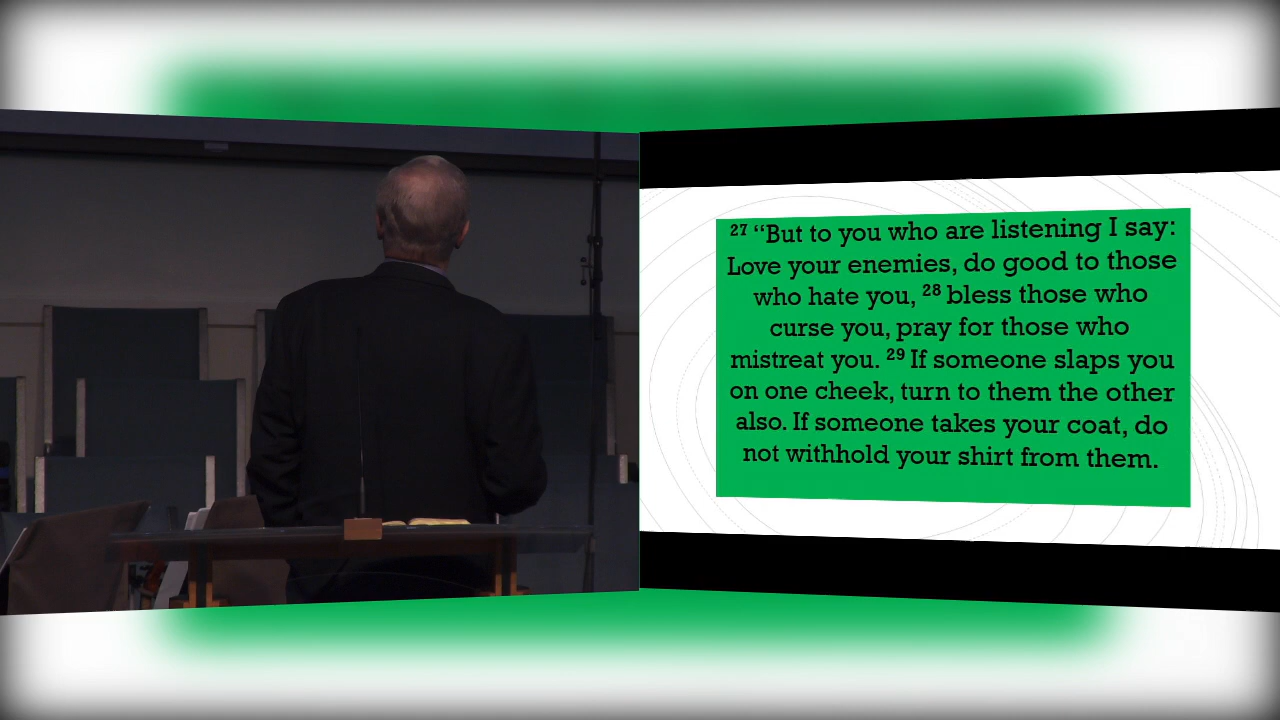 27 “But to you who are listening I say:
Love your enemies, do good to those
who hate you, 28 bless those who
curse you, pray for those who
mistreat you. 29 If someone slaps you
on one cheek, turn to them the other
also. If someone takes your coat, do
not withhold your shirt from them.